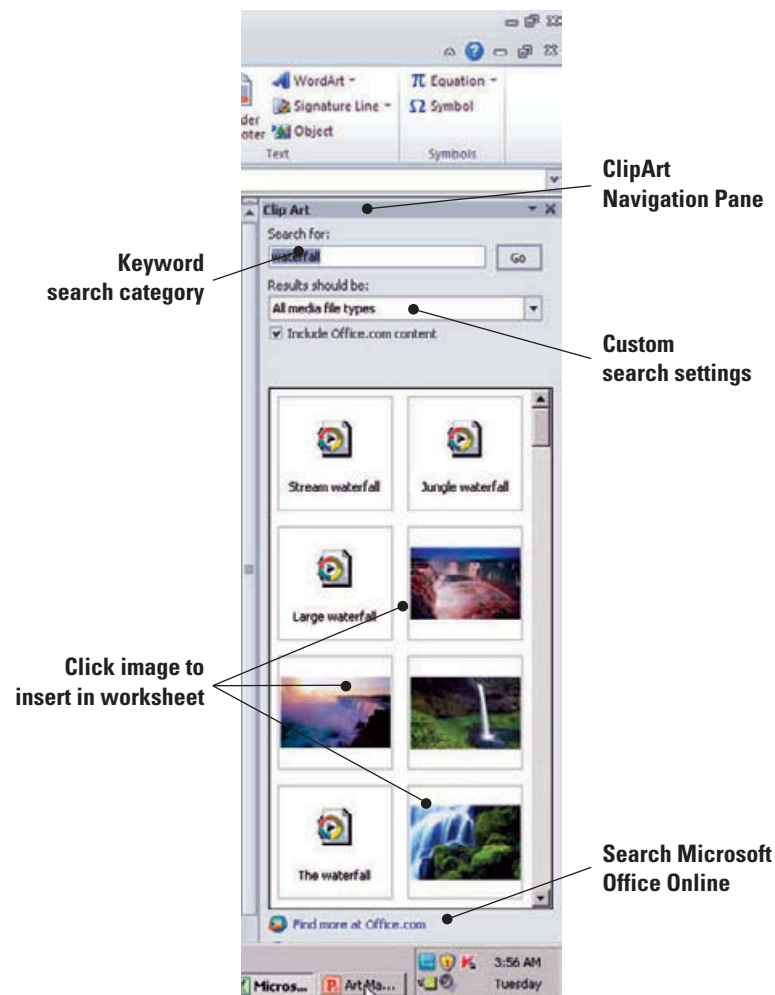 WordArt
Signature Line
Object
Text
π Equation
Ω Symbol
Symbols
ClipArt
Navigation Pane
Clip Art
Search for:
waterfall
Go
Keyword
search category
Results should be:
All media file types
Include Office.com content
Custom
search settings
Stream waterfall
Jungle waterfall
Large waterfall
Click image to
insert in worksheet
The waterfall
Search Microsoft
Office Online
Find more at Office.com
3:56 AM
Micros...
Art Ma...
Tuesday